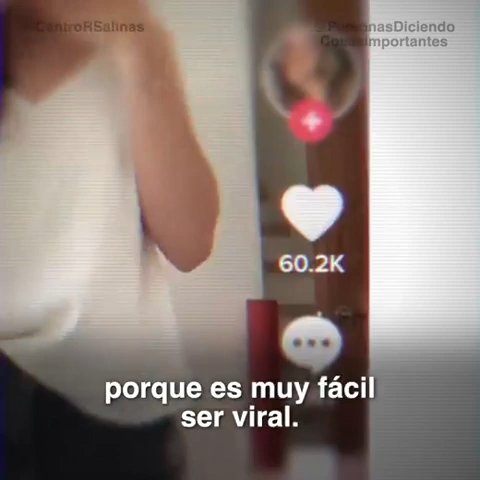 @CentroRSalinas
@PersonasDiciendo
CosasImportantes
60.2K
porque es muy fácil
ser viral.